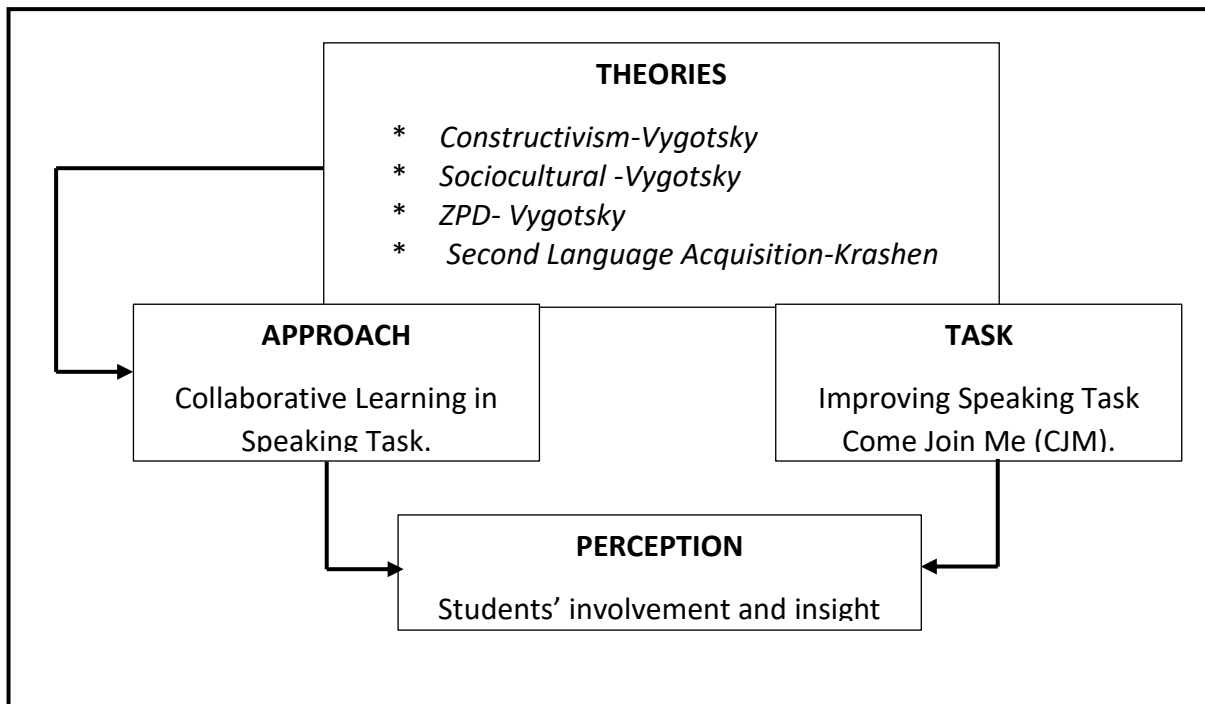 THEORIES
* Constructivism-Vygotsky
* Sociocultural -Vygotsky
* ZPD- Vygotsky
* Second Language Acquisition-Krashen
APPROACH
Collaborative Learning in
Speaking Task.
TASK
Improving Speaking Task
Come Join Me (CJM).
PERCEPTION
Students’ involvement and insight